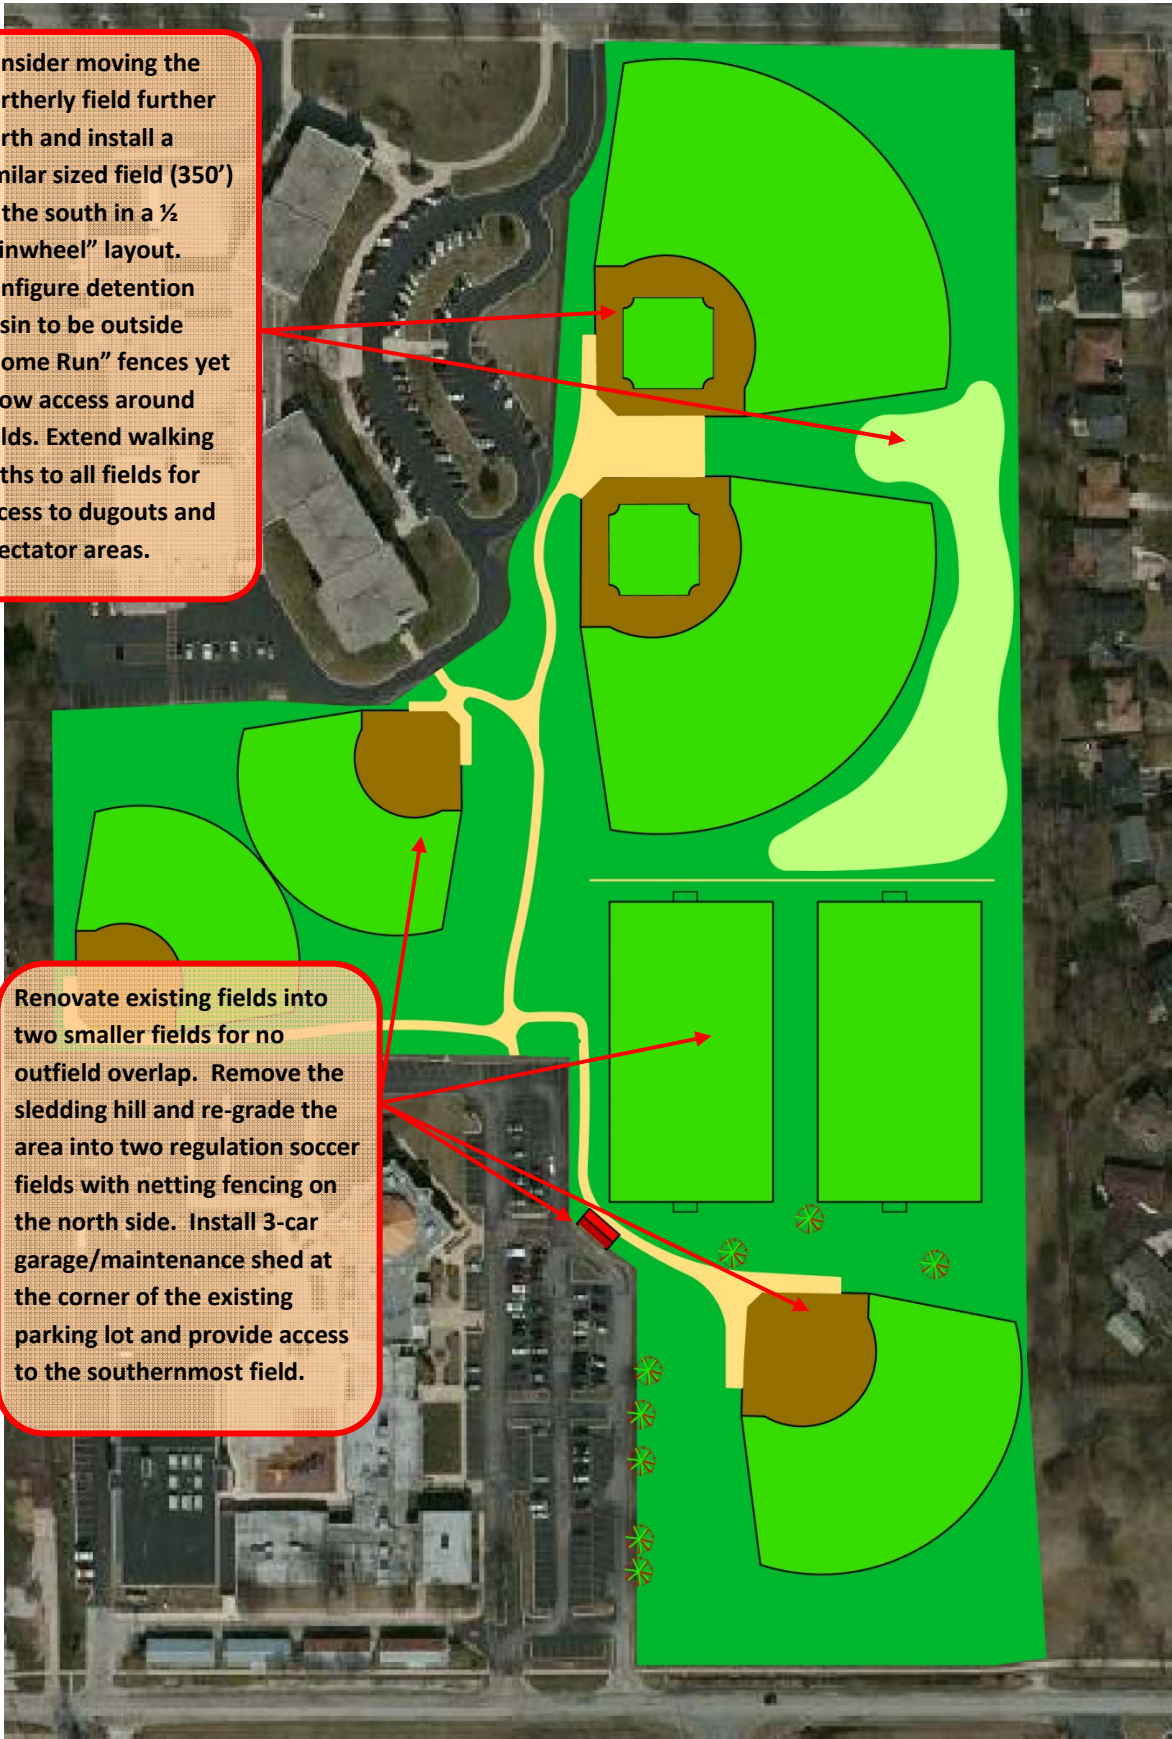 nsider moving the
rtherly field further
rth and install a
milar sized field (350’)
the south in a ½
inwheel” layout.
nfigure detention
sin to be outside
ome Run” fences yet
ow access around
lds. Extend walking
ths to all fields for
cess to dugouts and
ectator areas.
Renovate existing fields into
two smaller fields for no
outfield overlap. Remove the
sledding hill and re-grade the
area into two regulation soccer
fields with netting fencing on
the north side. Install 3-car
garage/maintenance shed at
the corner of the existing
parking lot and provide access
to the southernmost field.